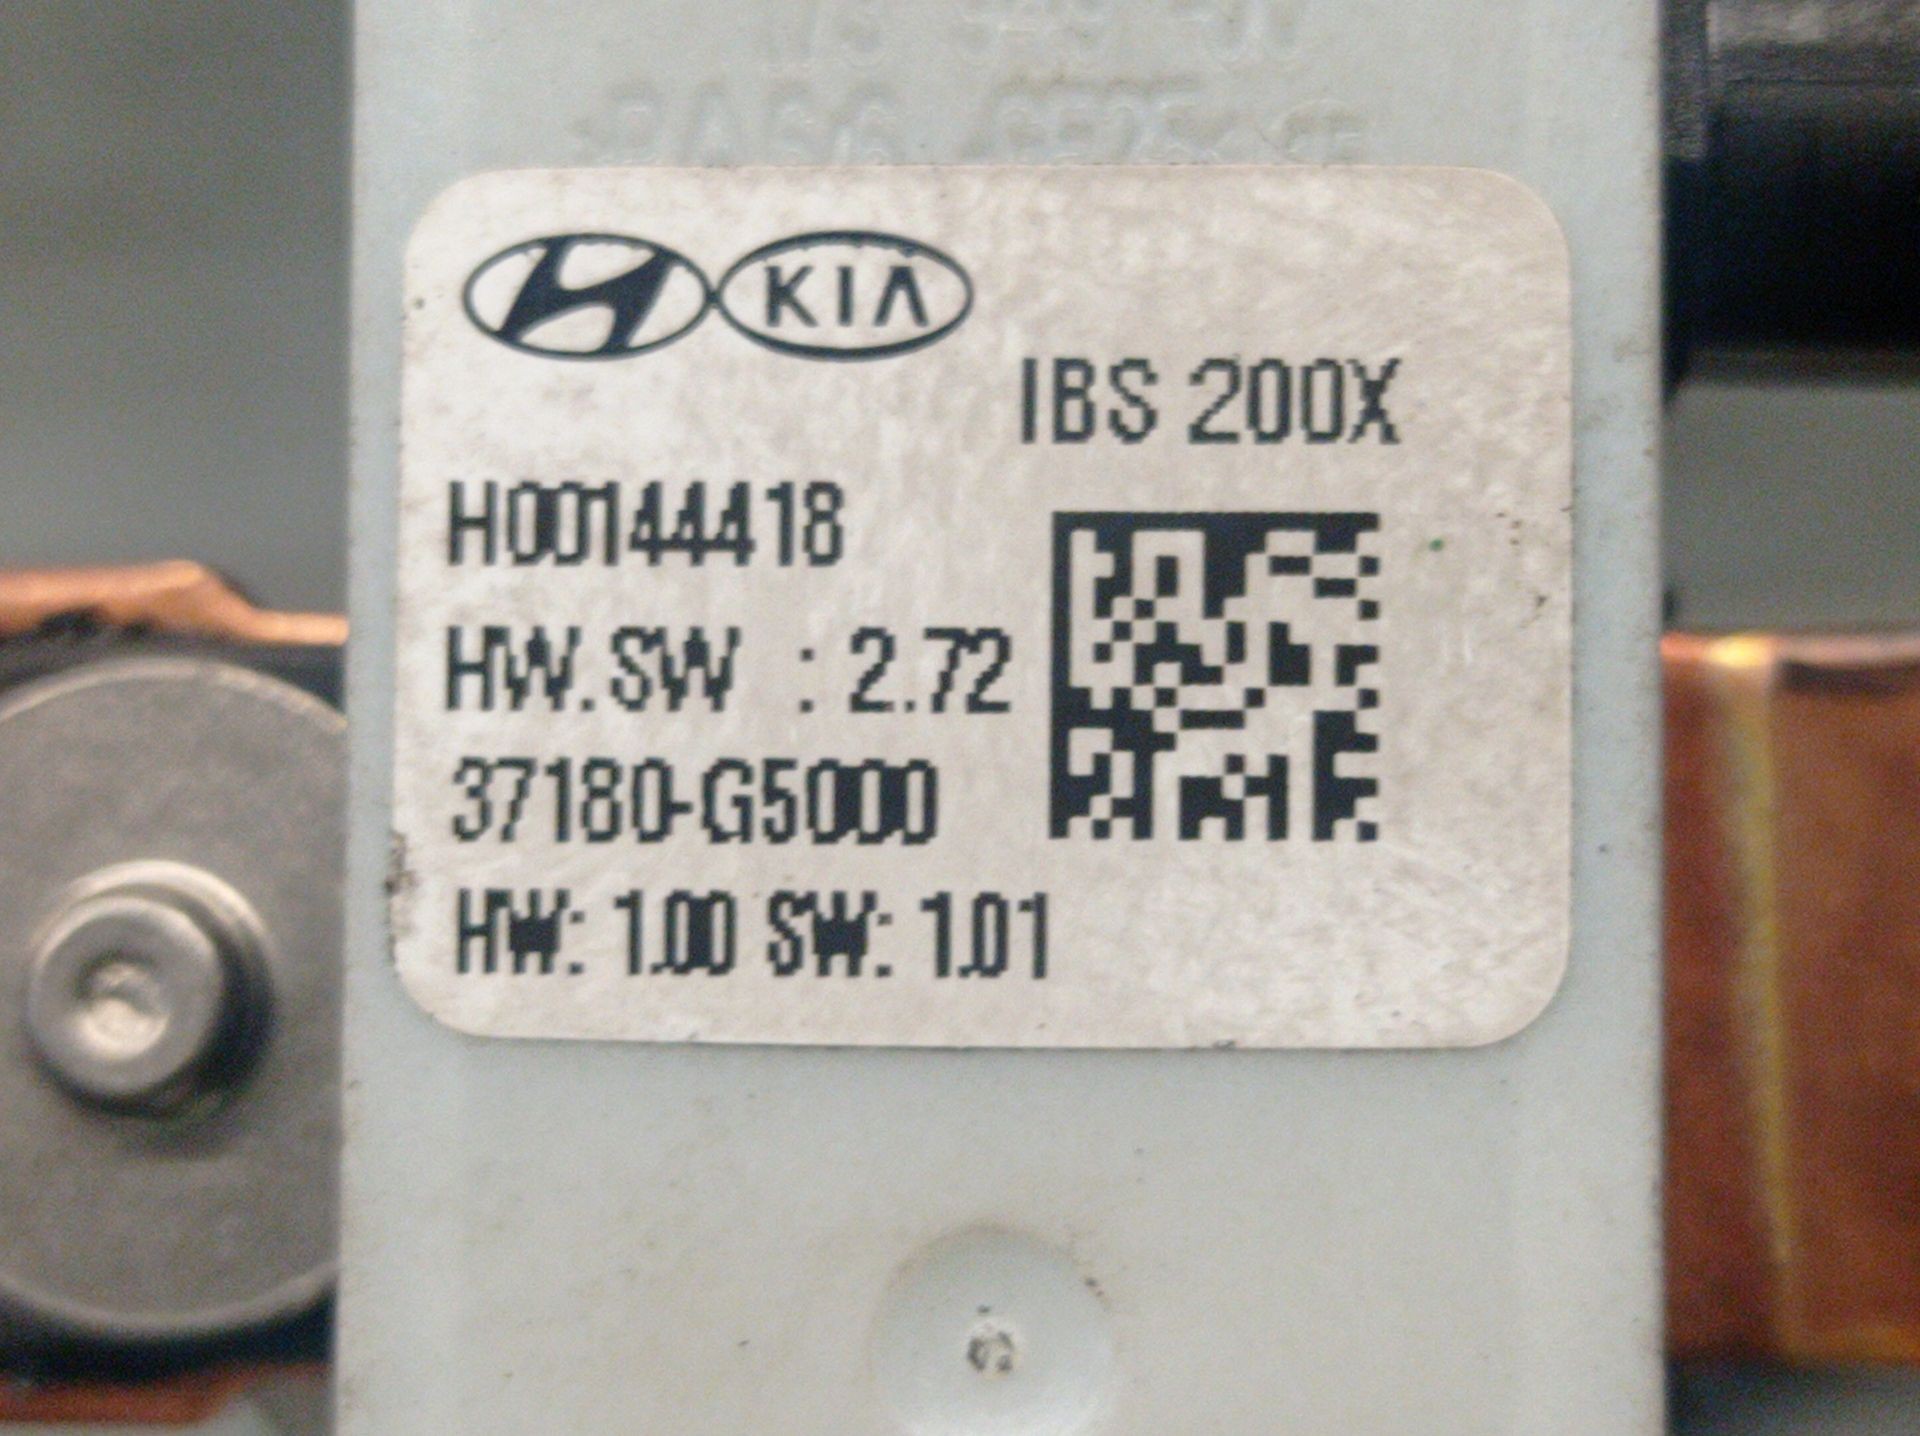 KIA
IBS 200X
H00144418
HW.SW : 2.72
37180-G5000
HW: 1.00 SW: 1.01